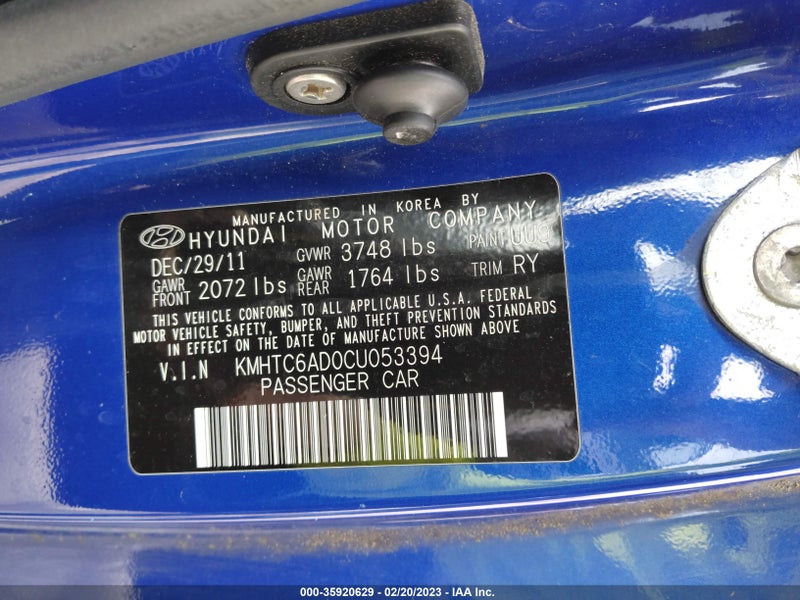 MANUFACTURED IN KOREA BY
HYUNDAI MOTOR COMPANY
DEC/29/11 GVWR 3748 lbs PAINT UU9
GAWR FRONT 2072 lbs GAWR REAR 1764 lbs TRIM RY
THIS VEHICLE CONFORMS TO ALL APPLICABLE U.S.A. FEDERAL
MOTOR VEHICLE SAFETY, BUMPER, AND THEFT PREVENTION STANDARDS
IN EFFECT ON THE DATE OF MANUFACTURE SHOWN ABOVE
V.I.N KMHTC6AD0CU053394
PASSENGER CAR
000-35920629 - 02/20/2023 - IAA Inc.